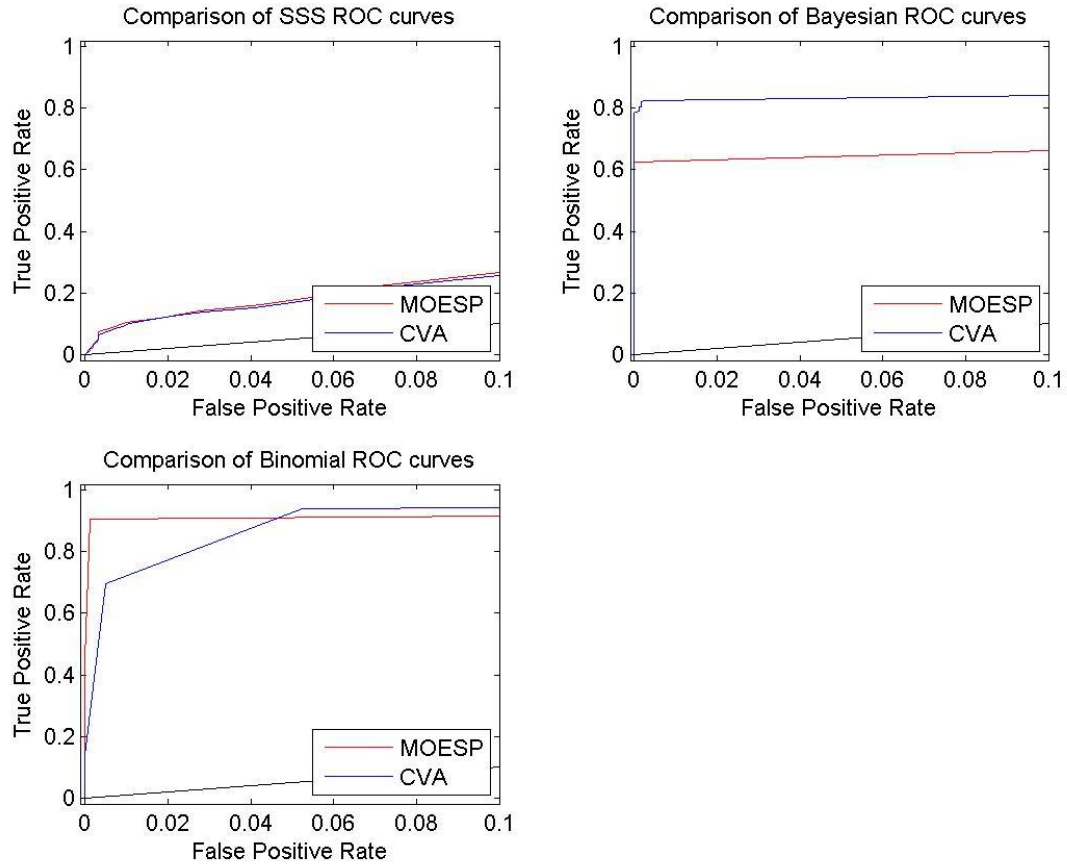 Comparison of SSS ROC curves
1
0.8
0.6
0.4
0.2
0
True Positive Rate
MOESP
CVA
0 0.02 0.04 0.06 0.08 0.1
False Positive Rate
Comparison of Bayesian ROC curves
1
0.8
0.6
0.4
0.2
0
True Positive Rate
MOESP
CVA
0 0.02 0.04 0.06 0.08 0.1
False Positive Rate
Comparison of Binomial ROC curves
1
0.8
0.6
0.4
0.2
0
True Positive Rate
MOESP
CVA
0 0.02 0.04 0.06 0.08 0.1
False Positive Rate